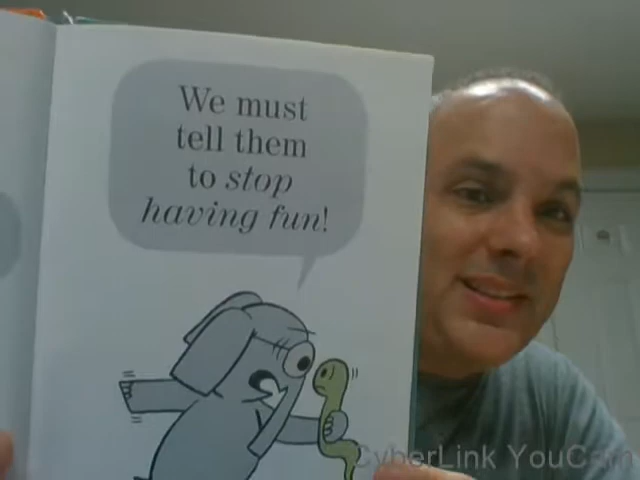 We must
tell them
to stop
having fun!
CyberLink YouCam